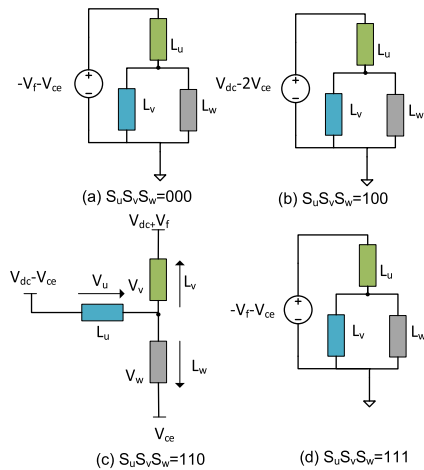 -Vf-Vce
+
−
Lu
Lv
Lw
(a) SuSvSw=000
Vdc-2Vce
+
−
Lu
Lv
Lw
(b) SuSvSw=100
Vdc+Vf
Vdc-Vce
Vu
Vv
Lv
Lu
Vw
Lw
Vce
(c) SuSvSw=110
-Vf-Vce
+
−
Lu
Lv
Lw
(d) SuSvSw=111